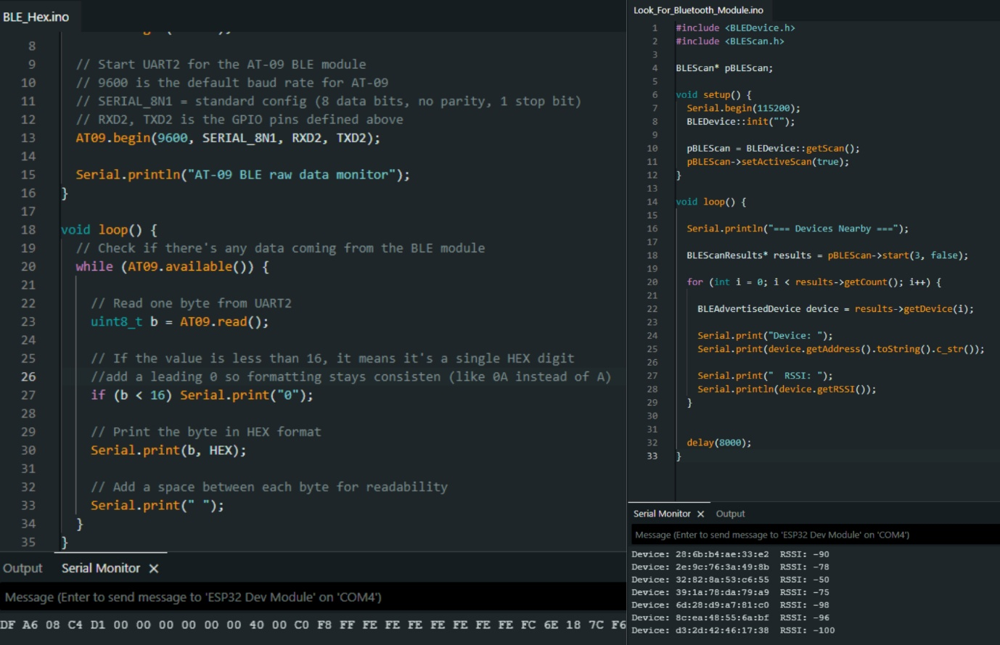 BLE_Hex.ino
8
9 // Start UART2 for the AT-09 BLE module
10 // 9600 is the default baud rate for AT-09
11 // SERIAL_8N1 = standard config (8 data bits, no parity, 1 stop bit)
12 // RXD2, TXD2 is the GPIO pins defined above
13 AT09.begin(9600, SERIAL_8N1, RXD2, TXD2);
14
15 Serial.println("AT-09 BLE raw data monitor");
16 }
17
18 void loop() {
19 // Check if there's any data coming from the BLE module
20 while (AT09.available()) {
21
22 // Read one byte from UART2
23 uint8_t b = AT09.read();
24
25 // If the value is less than 16, it means it's a single HEX digit
26 //add a leading 0 so formatting stays consisten (like 0A instead of A)
27 if (b < 16) Serial.print("0");
28
29 // Print the byte in HEX format
30 Serial.print(b, HEX);
31
32 // Add a space between each byte for readability
33 Serial.print(" ");
34 }
35 }
Output Serial Monitor X
Message (Enter to send message to 'ESP32 Dev Module' on 'COM4')
DF A6 08 C4 D1 00 00 00 00 00 00 40 00 C0 F8 FF FE FE FE FE FE FE FE FC 6E 18 7C F6
Look_For_Bluetooth_Module.ino
1 #include <BLEDevice.h>
2 #include <BLEScan.h>
3
4 BLEScan* pBLEScan;
5
6 void setup() {
7 Serial.begin(115200);
8 BLEDevice::init("");
9
10 pBLEScan = BLEDevice::getScan();
11 pBLEScan->setActiveScan(true);
12 }
13
14 void loop() {
15
16 Serial.println("=== Devices Nearby ===");
17
18 BLEScanResults* results = pBLEScan->start(3, false);
19
20 for (int i = 0; i < results->getCount(); i++) {
21
22 BLEAdvertisedDevice device = results->getDevice(i);
23
24 Serial.print("Device: ");
25 Serial.print(device.getAddress().toString().c_str());
26
27 Serial.print("  RSSI: ");
28 Serial.println(device.getRSSI());
29 }
30
31
32 delay(8000);
33 }
Serial Monitor X Output
Message (Enter to send message to 'ESP32 Dev Module' on 'COM4')
Device: 28:6b:b4:ae:33:e2  RSSI: -90
Device: 2e:9c:76:3a:49:8b  RSSI: -78
Device: 32:82:8a:53:c6:55  RSSI: -50
Device: 39:1a:78:da:79:a9  RSSI: -75
Device: 6d:28:d9:a7:81:c0  RSSI: -98
Device: 8c:ea:48:55:6a:bf  RSSI: -96
Device: d3:2d:42:46:17:38  RSSI: -100